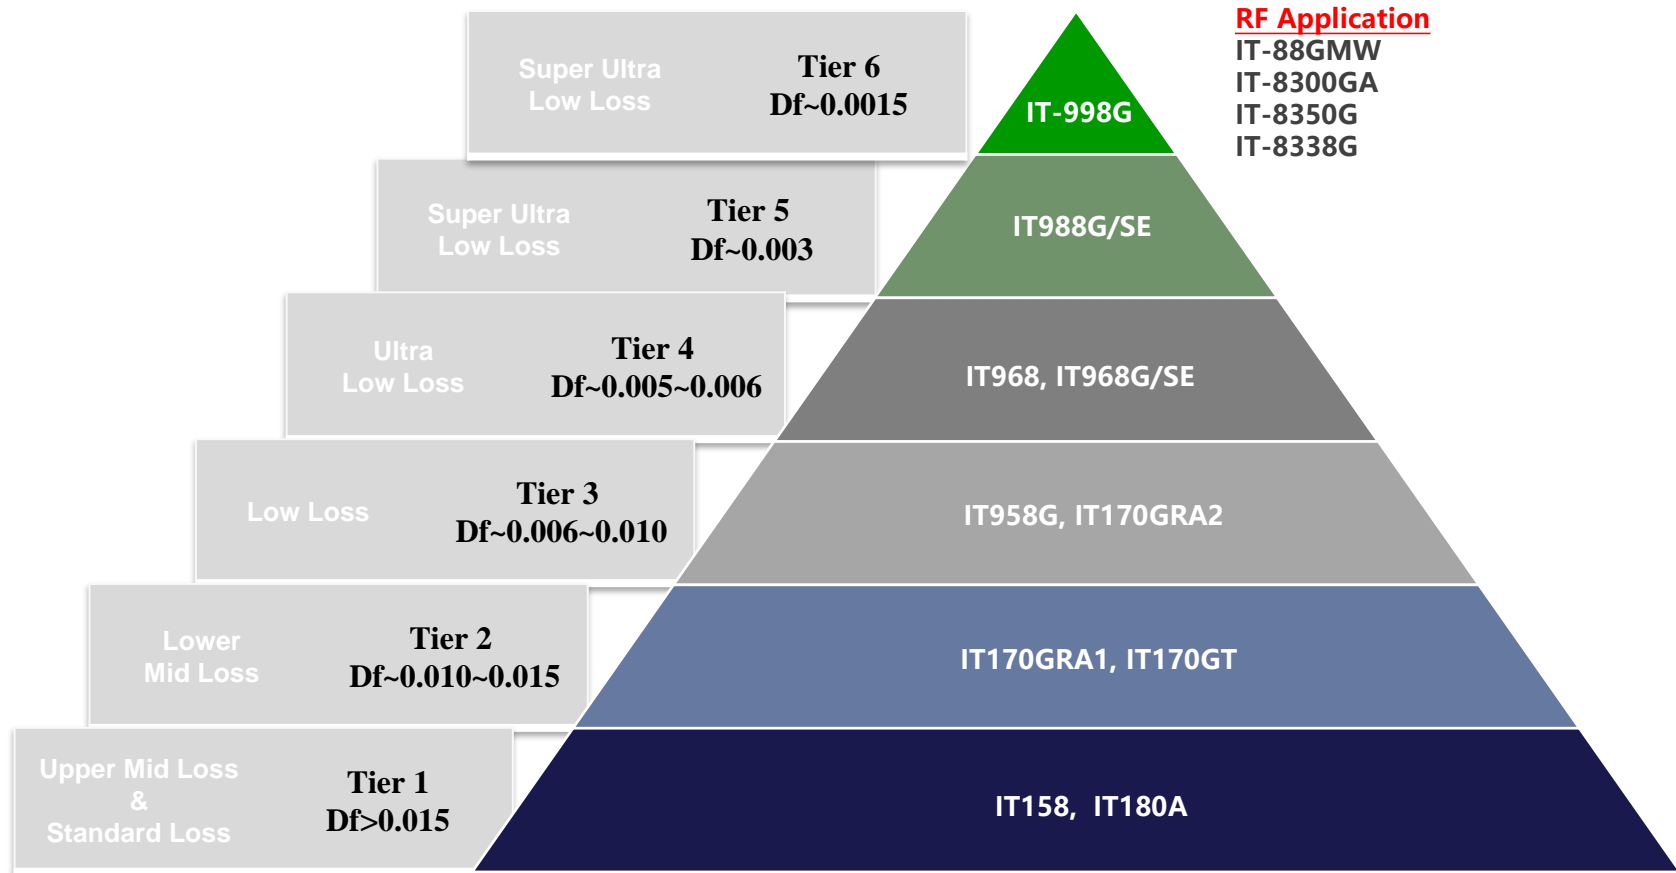 RF Application
IT-88GMW
IT-8300GA
IT-8350G
IT-8338G
Super Ultra
Low Loss
Tier 6
Df~0.0015
IT-998G
Super Ultra
Low Loss
Tier 5
Df~0.003
IT988G/SE
Ultra
Low Loss
Tier 4
Df~0.005~0.006
IT968, IT968G/SE
Low Loss
Tier 3
Df~0.006~0.010
IT958G, IT170GRA2
Lower
Mid Loss
Tier 2
Df~0.010~0.015
IT170GRA1, IT170GT
Upper Mid Loss
&
Standard Loss
Tier 1
Df>0.015
IT158, IT180A